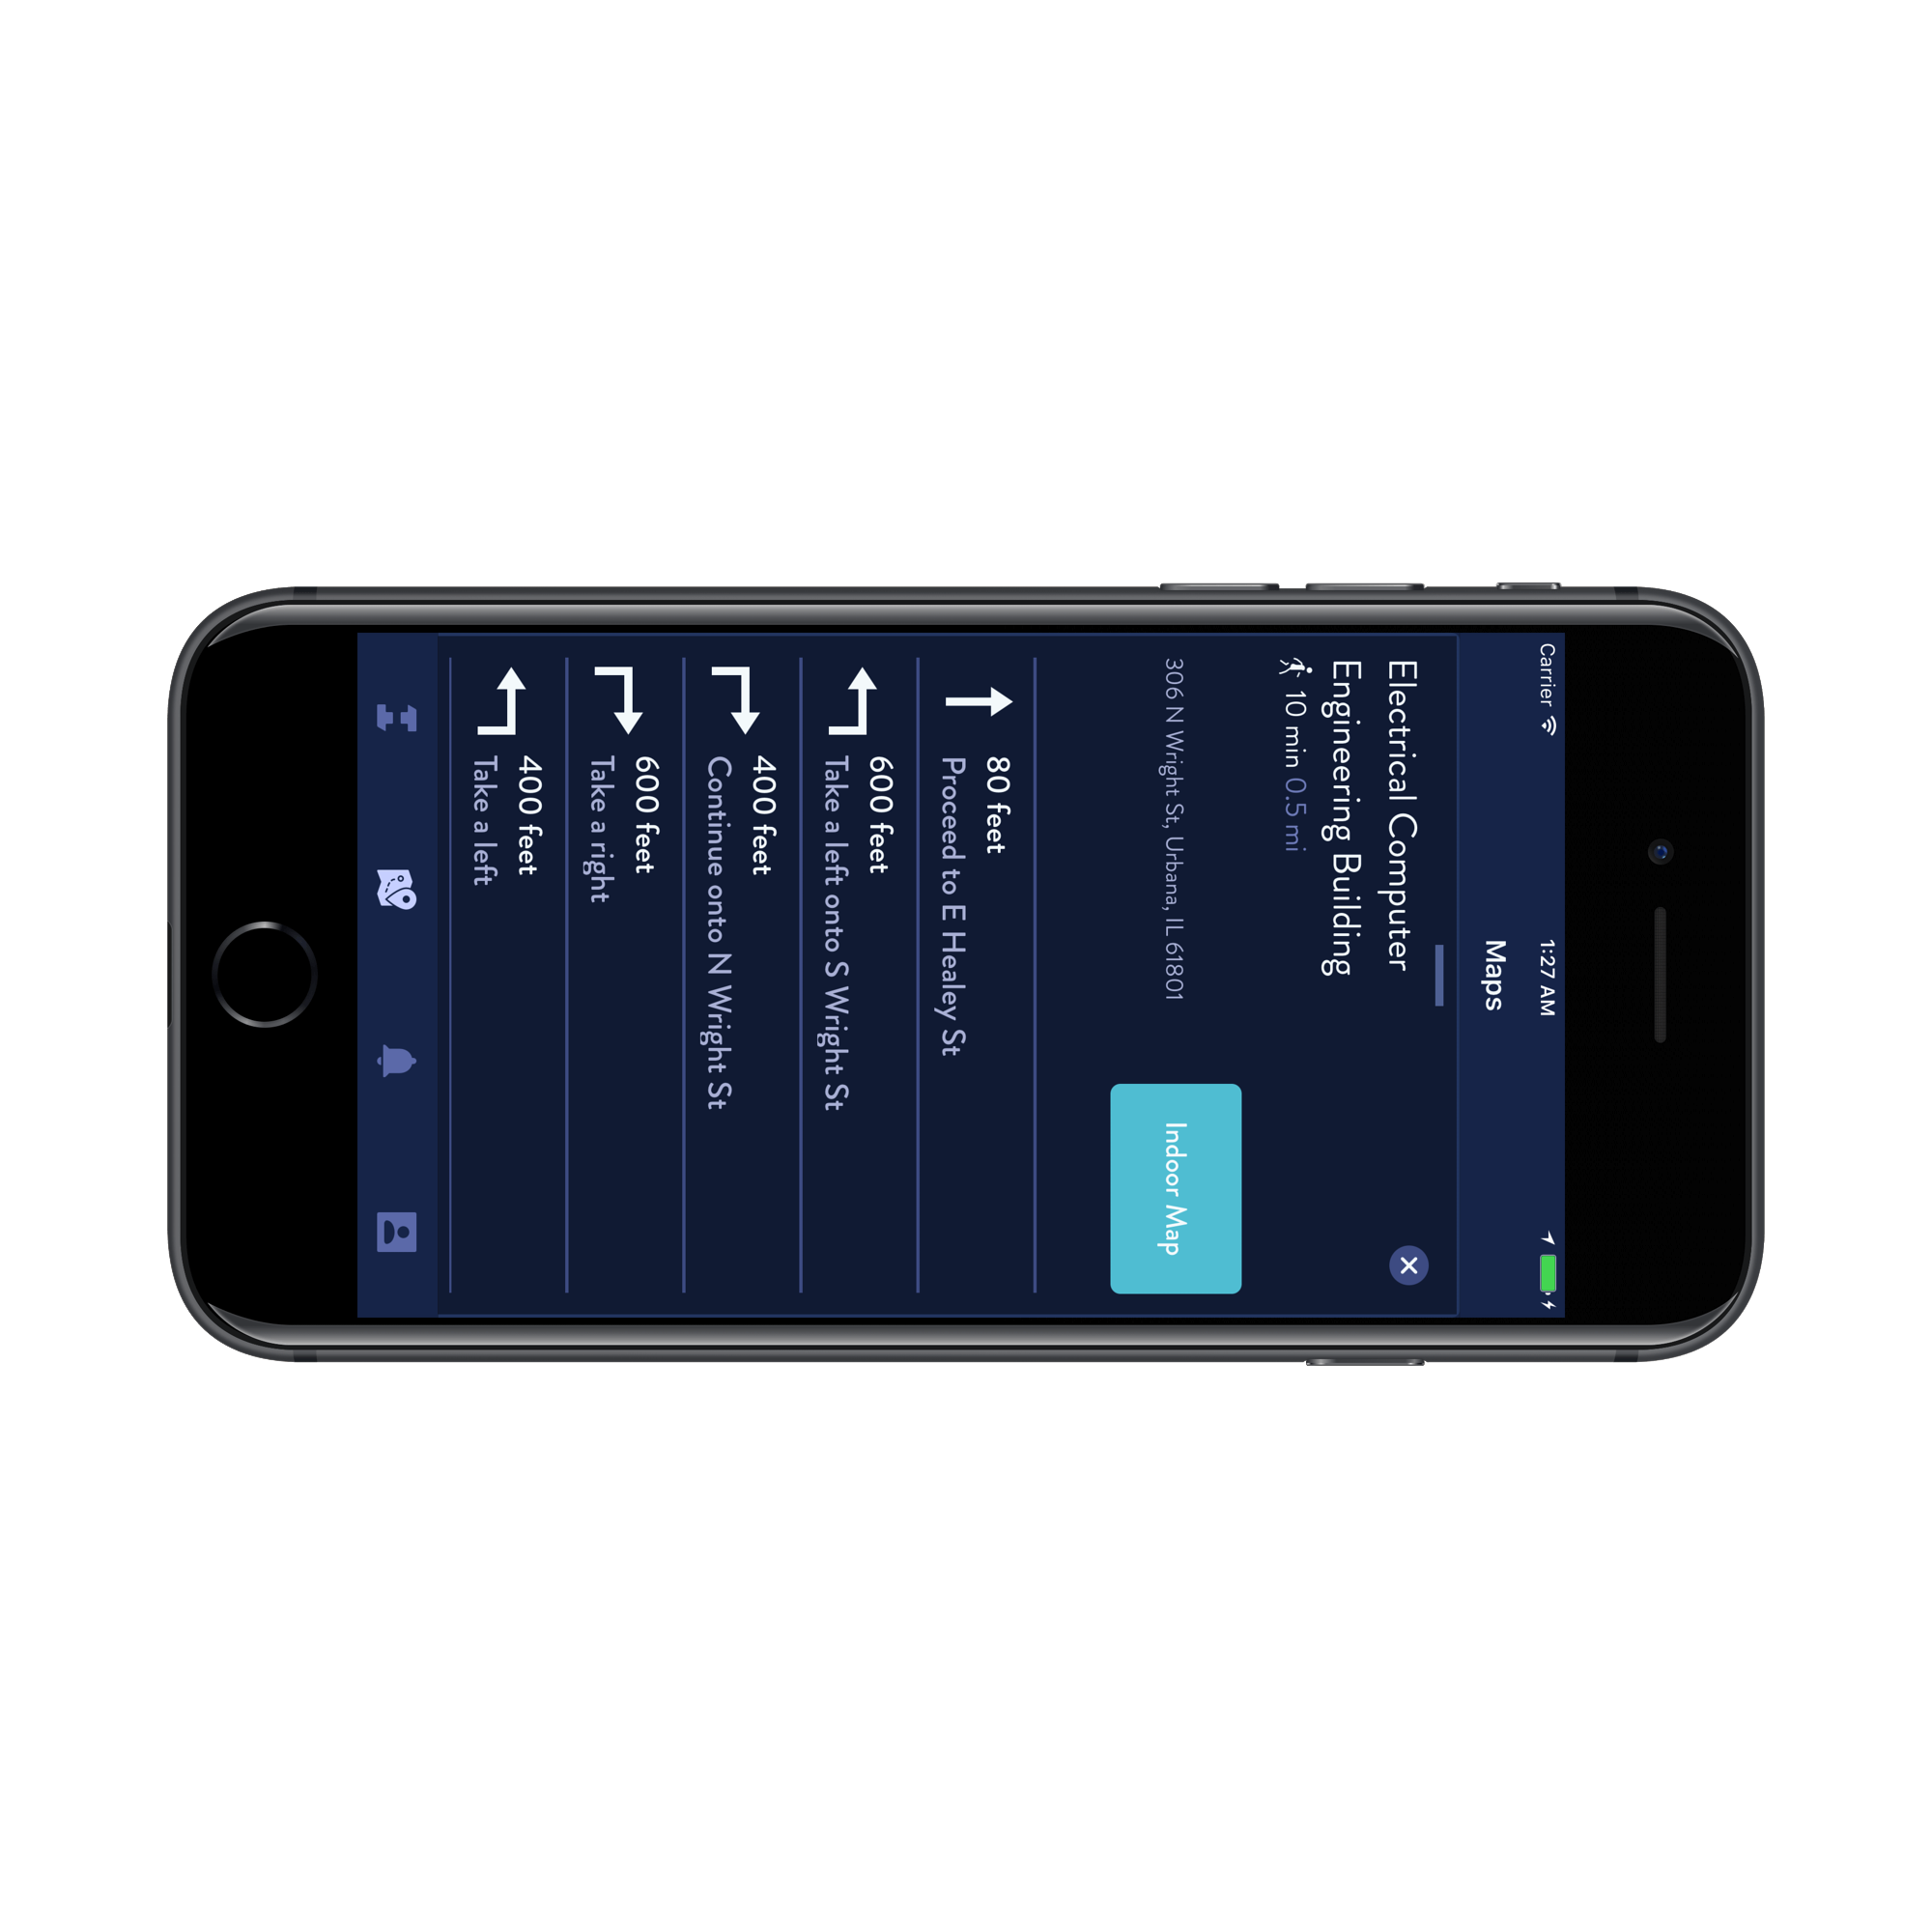 Carrier
1:27 AM
Maps
Electrical Computer
Engineering Building
10 min 0.5 mi
306 N Wright St, Urbana, IL 61801
Indoor Map
80 feet
Proceed to E Healey St
600 feet
Take a left onto S Wright St
400 feet
Continue onto N Wright St
600 feet
Take a right
400 feet
Take a left